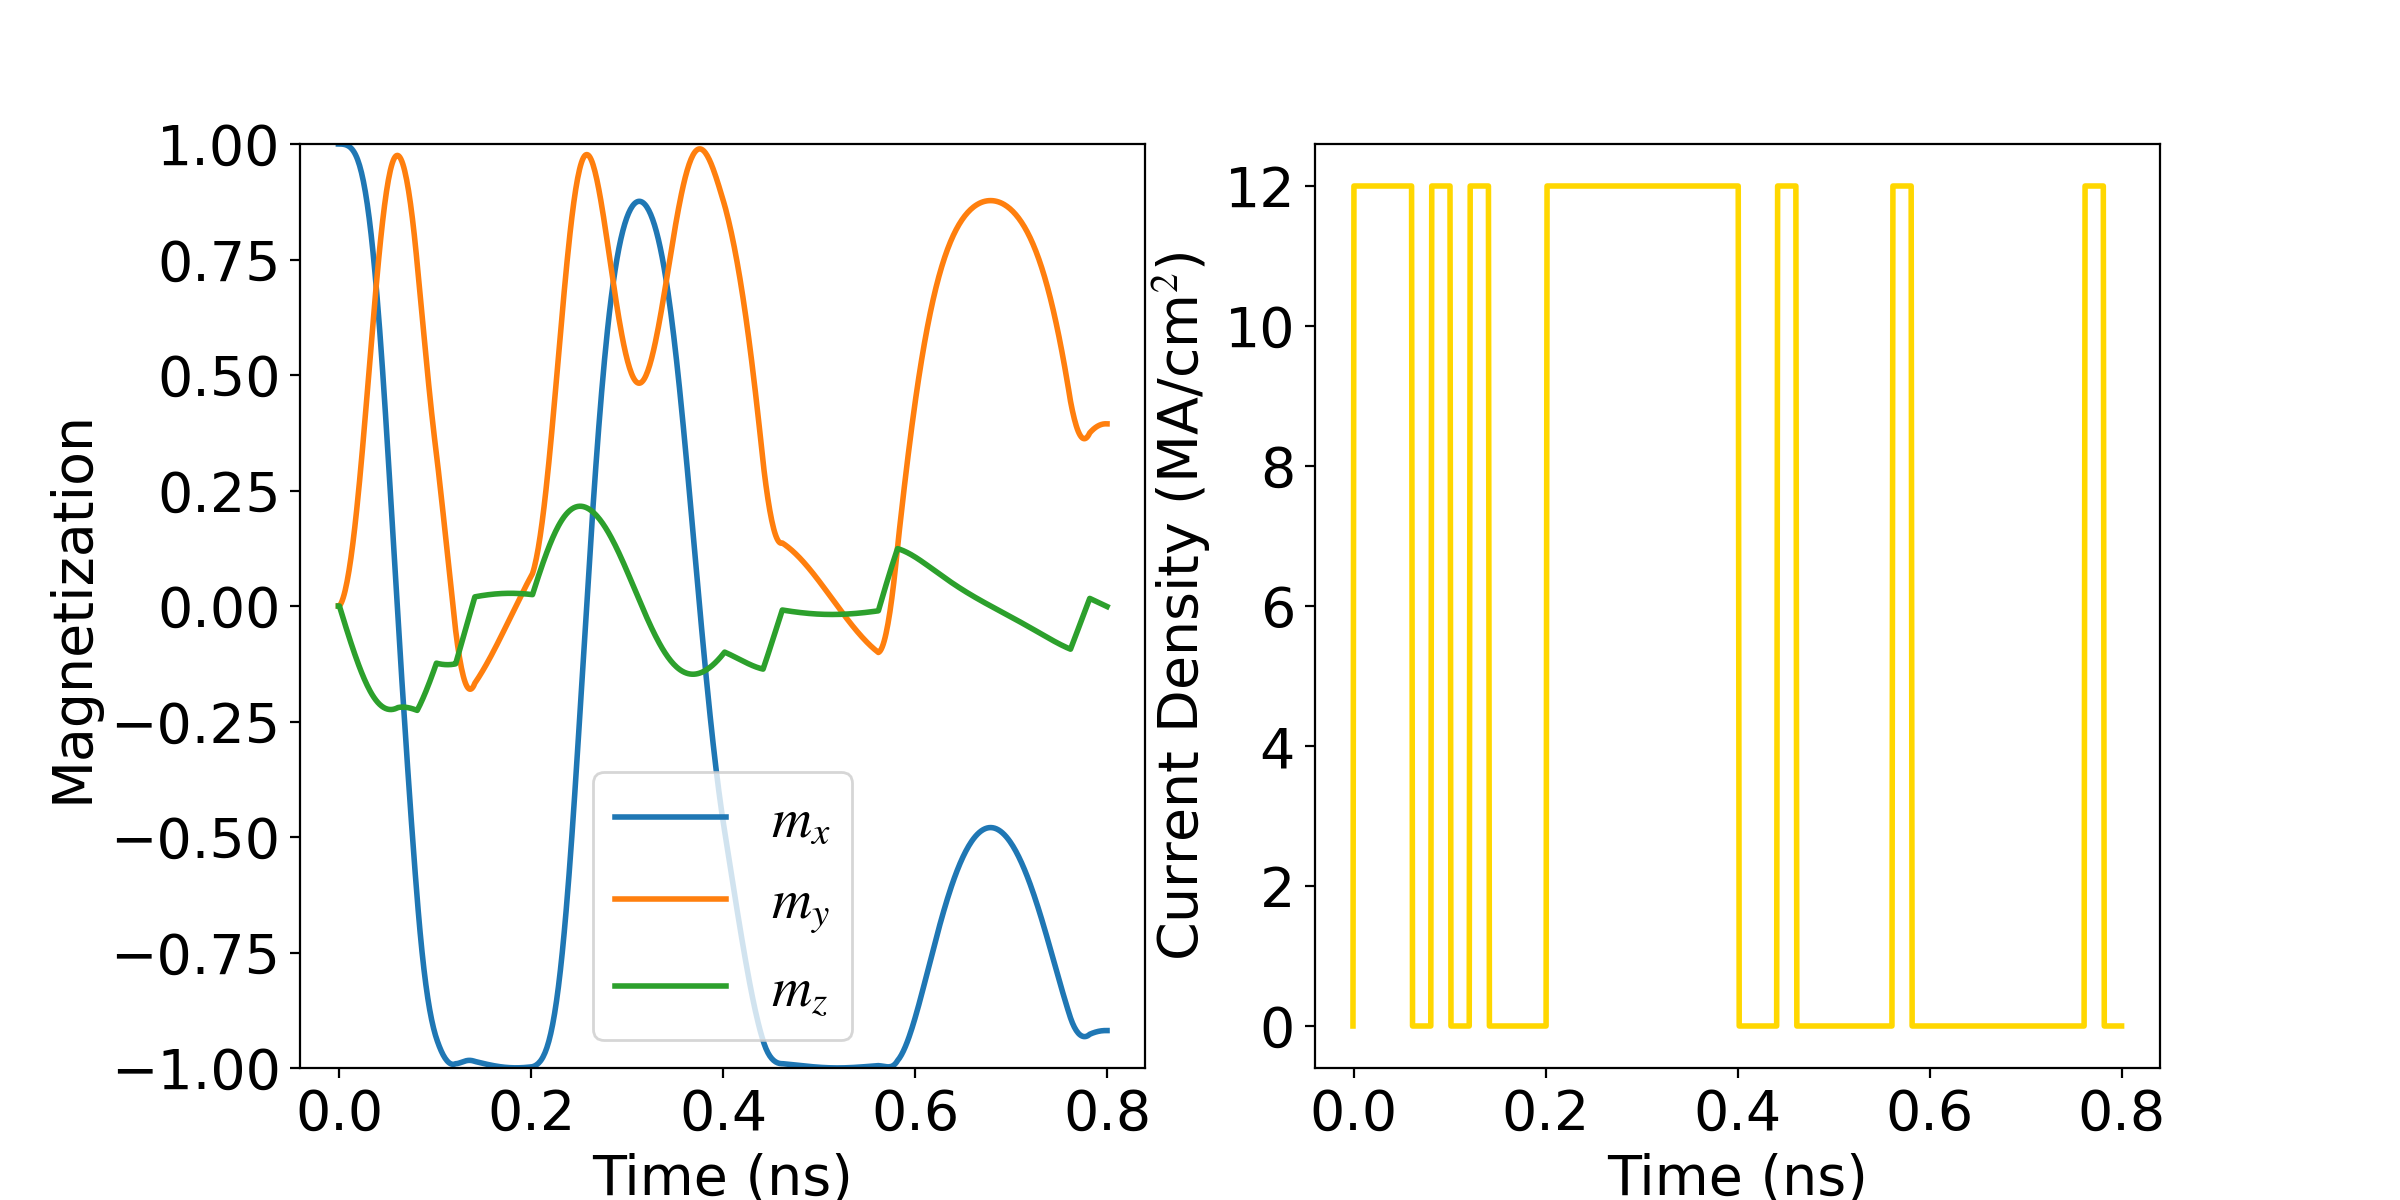 Magnetization
1.00
0.75
0.50
0.25
0.00
−0.25
−0.50
−0.75
−1.00
0.0 0.2 0.4 0.6 0.8
Time (ns)
m_x
m_y
m_z
Current Density (MA/cm²)
12
10
8
6
4
2
0
0.0 0.2 0.4 0.6 0.8
Time (ns)